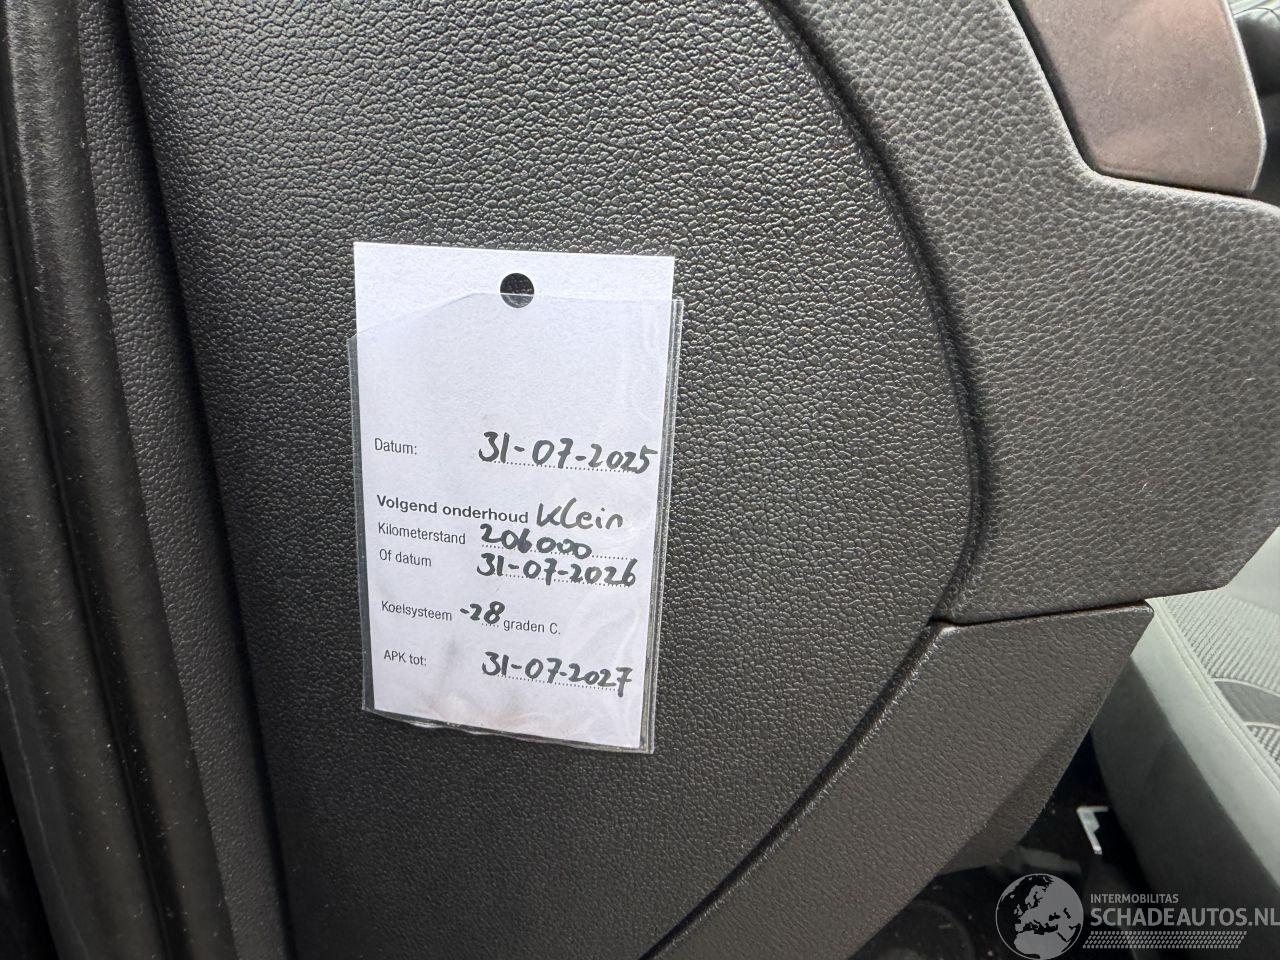 Datum: 31-07-2025
Volgend onderhoud Klein
Kilometerstand 206.000
Of datum 31-07-2026
Koelsysteem -28 graden C.
APK tot: 31-07-2027
INTERMOBILITAS
SCHADEAUTOS.NL